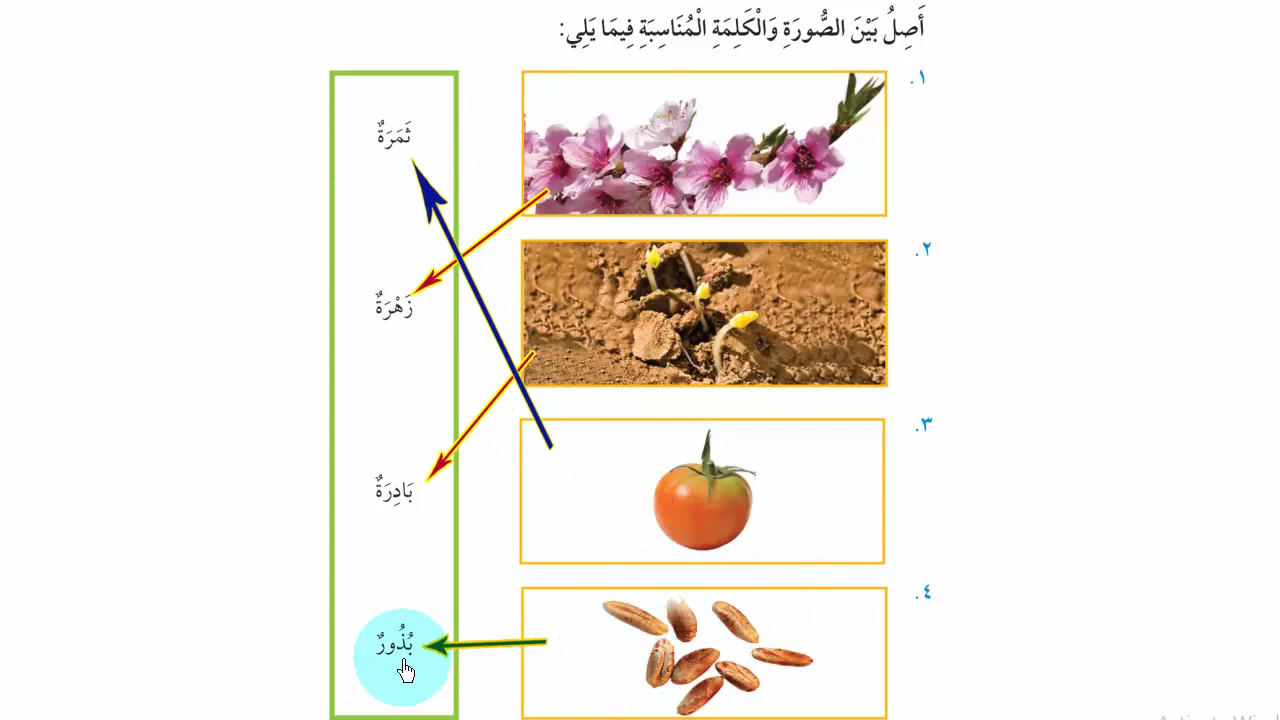 أَصِلُ بَيْنَ الصُّورَةِ وَالْكَلِمَةِ الْمُنَاسِبَةِ فِيمَا يَلِي:
١.
ثَمَرَةٌ
٢.
زَهْرَةٌ
٣.
بَادِرَةٌ
٤.
بُذُورٌ